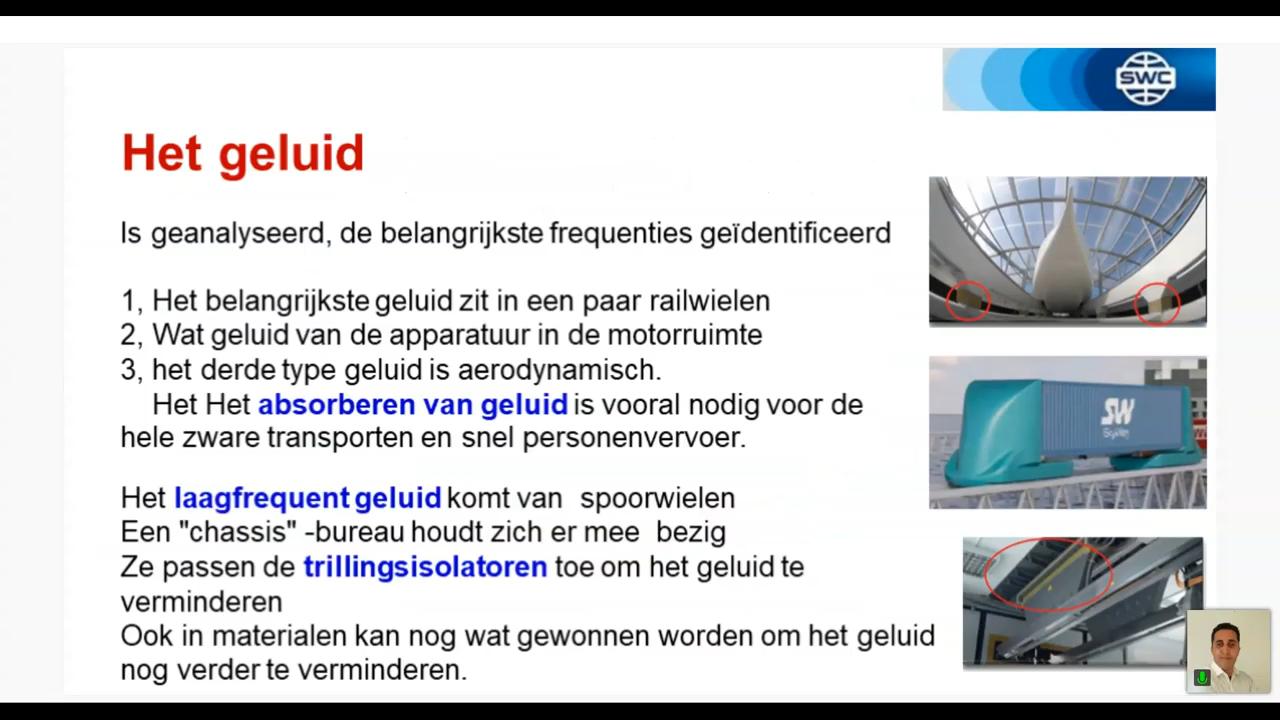 SWC
Het geluid
Is geanalyseerd, de belangrijkste frequenties geïdentificeerd
1, Het belangrijkste geluid zit in een paar railwielen
2, Wat geluid van de apparatuur in de motorruimte
3, het derde type geluid is aerodynamisch.
Het Het absorberen van geluid is vooral nodig voor de
hele zware transporten en snel personenvervoer.
Het laagfrequent geluid komt van spoorwielen
Een "chassis" -bureau houdt zich er mee bezig
Ze passen de trillingsisolatoren toe om het geluid te
verminderen
Ook in materialen kan nog wat gewonnen worden om het geluid
nog verder te verminderen.
SW
SkyWay